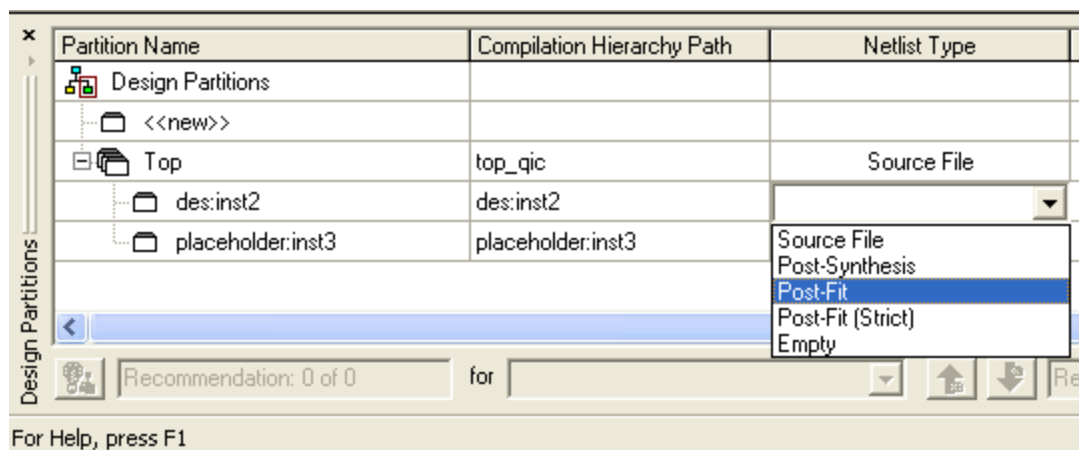 Partition Name Compilation Hierarchy Path Netlist Type
Design Partitions
<<new>>
Top top_qic Source File
des:inst2 des:inst2
placeholder:inst3 placeholder:inst3
Source File
Post-Synthesis
Post-Fit
Post-Fit (Strict)
Empty
Design Partitions
Recommendation: 0 of 0 for Re
For Help, press F1